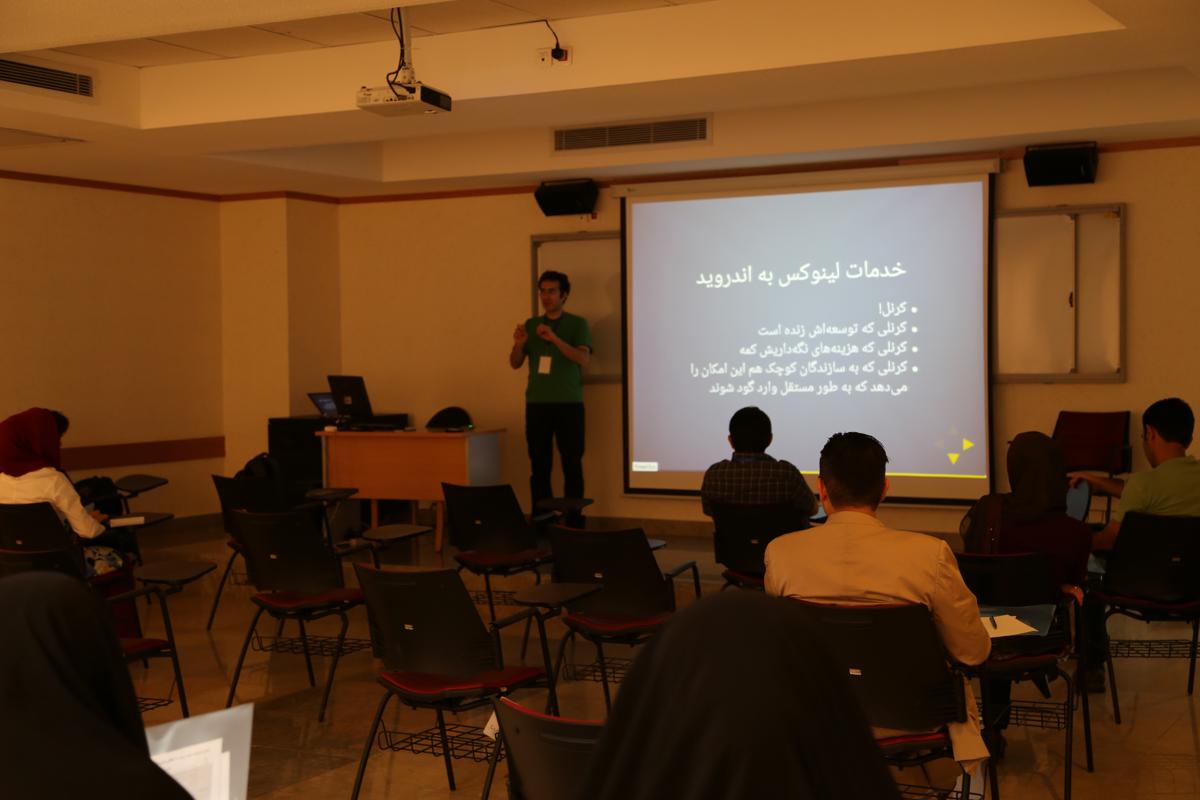 خدمات لینوکس به اندروید
• کرنل!
• کرنلی که توسعه‌اش زنده است
• کرنلی که هزینه‌های نگه‌داریش کمه
• کرنلی که به سازندگان کوچک هم این امکان را
می‌دهد که به طور مستقل وارد گود شوند